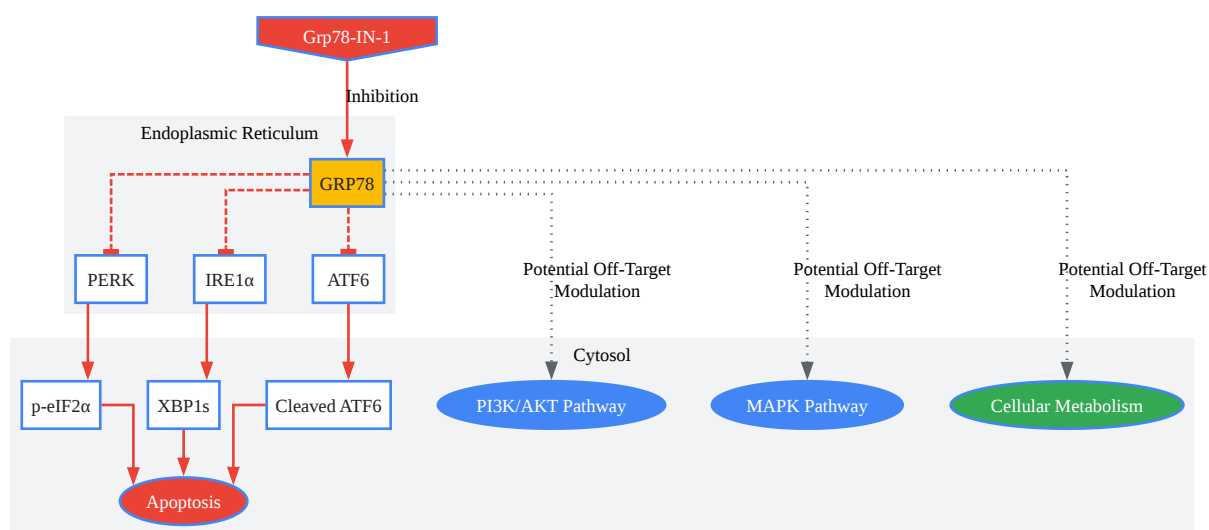 Grp78-IN-1
Inhibition
Endoplasmic Reticulum
GRP78
PERK
IRE1α
ATF6
Potential Off-Target
Modulation
Potential Off-Target
Modulation
Potential Off-Target
Modulation
Cytosol
p-eIF2α
XBP1s
Cleaved ATF6
PI3K/AKT Pathway
MAPK Pathway
Cellular Metabolism
Apoptosis